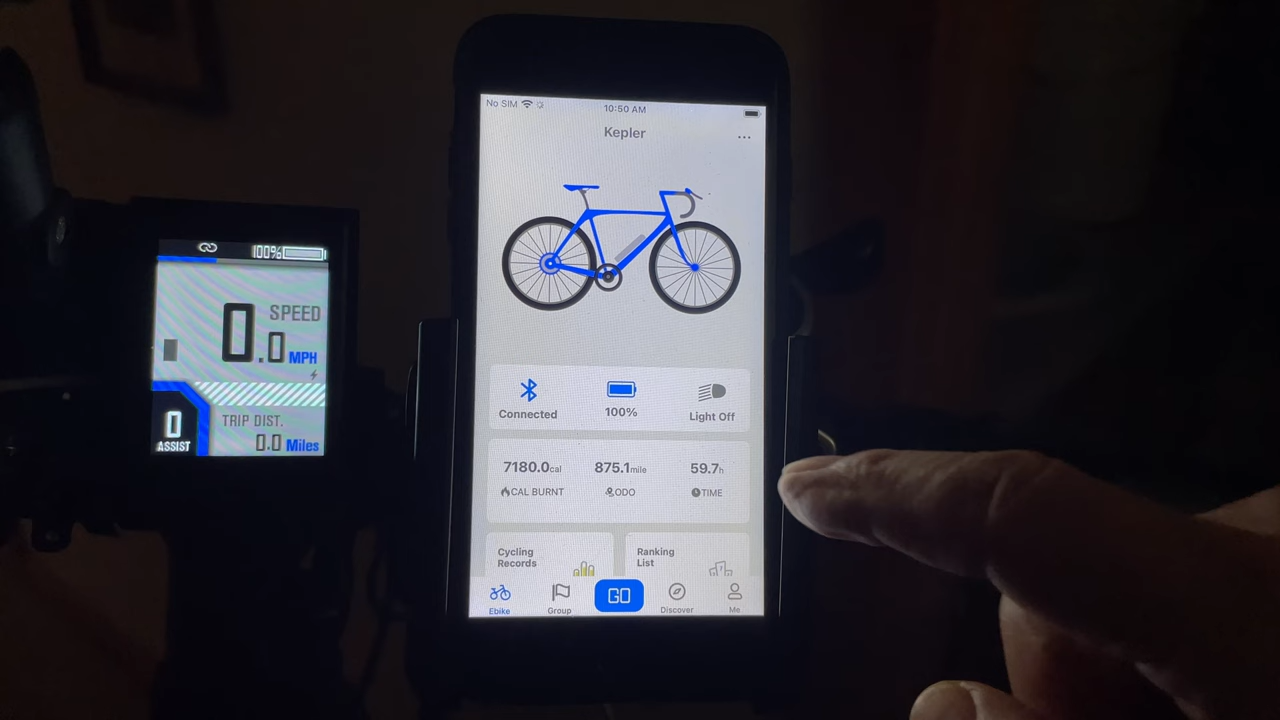 100%
SPEED
0.0 MPH
TRIP DIST.
0.0 Miles
0
ASSIST
No SIM
10:50 AM
Kepler
...
Connected
100%
Light Off
7180.0cal
875.1mile
59.7h
CAL BURNT
ODO
TIME
Cycling
Records
Ranking
List
Ebike
Group
GO
Discover
Me